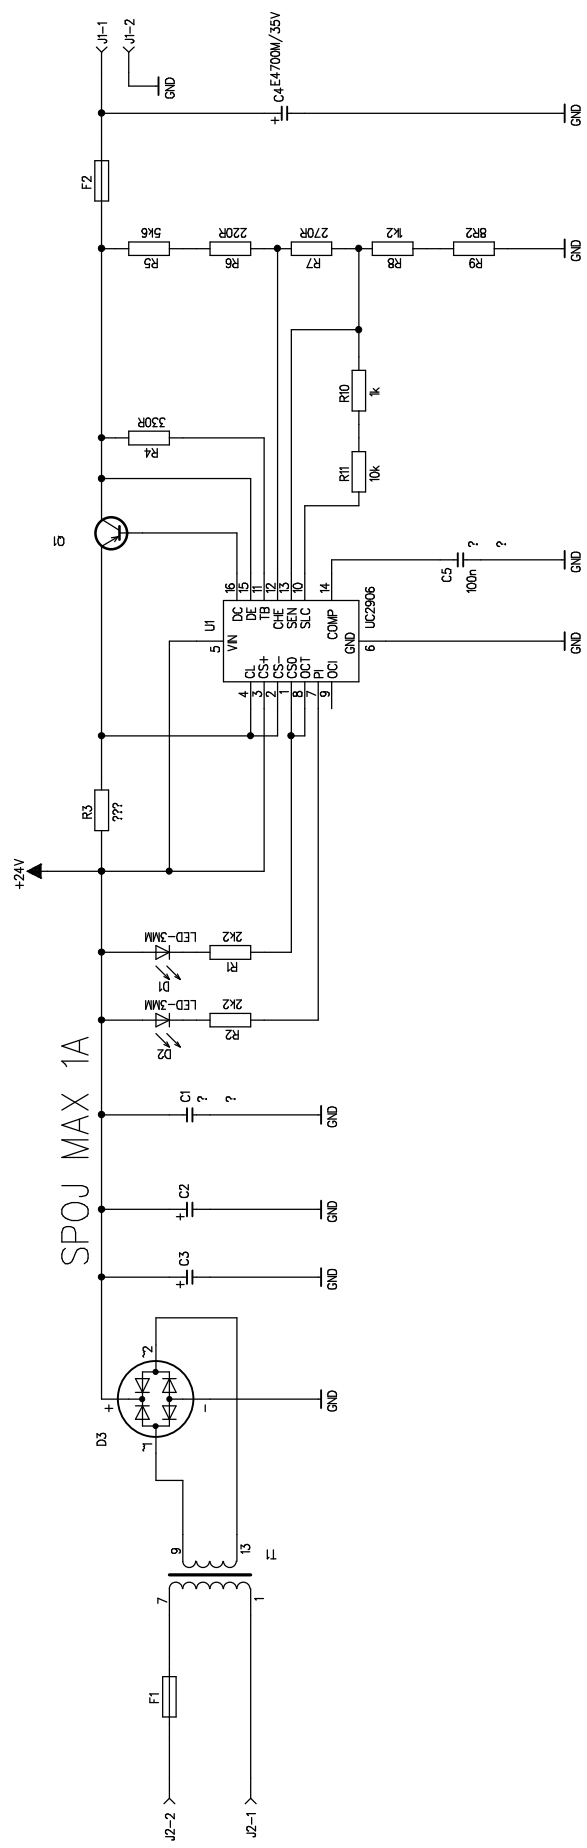 J2-2
J2-1
F1
7
1
T1
9
13
D3
~1
~2
+
-
GND
+
C3
GND
+
C2
GND
C1
?
?
GND
SPOJ MAX 1A
D2
LED-3MM
R2
2k2
D1
LED-3MM
R1
2k2
+24V
R3
???
U1
UC2906
5
VIN
4
CL
3
CS+
2
CS-
1
CSO
8
OCT
7
PI
9
OCI
DC
16
DE
15
TB
11
CHE
12
SEN
13
SLC
10
COMP
14
GND
6
GND
C5
100n
?
?
GND
Q1
R4
330R
R11
10k
R10
1k
R5
5k6
R6
220R
R7
270R
R8
1k2
R9
8R2
GND
F2
+
C4
E4700M/35V
GND
J1-1
J1-2
GND